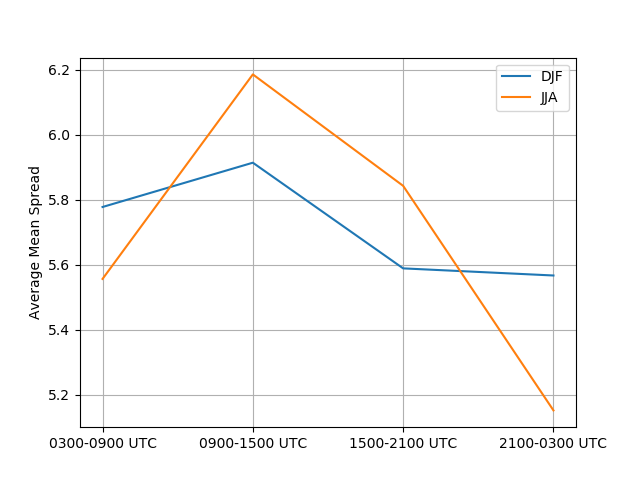 DJF
JJA
6.2
6.0
5.8
5.6
5.4
5.2
Average Mean Spread
0300-0900 UTC
0900-1500 UTC
1500-2100 UTC
2100-0300 UTC